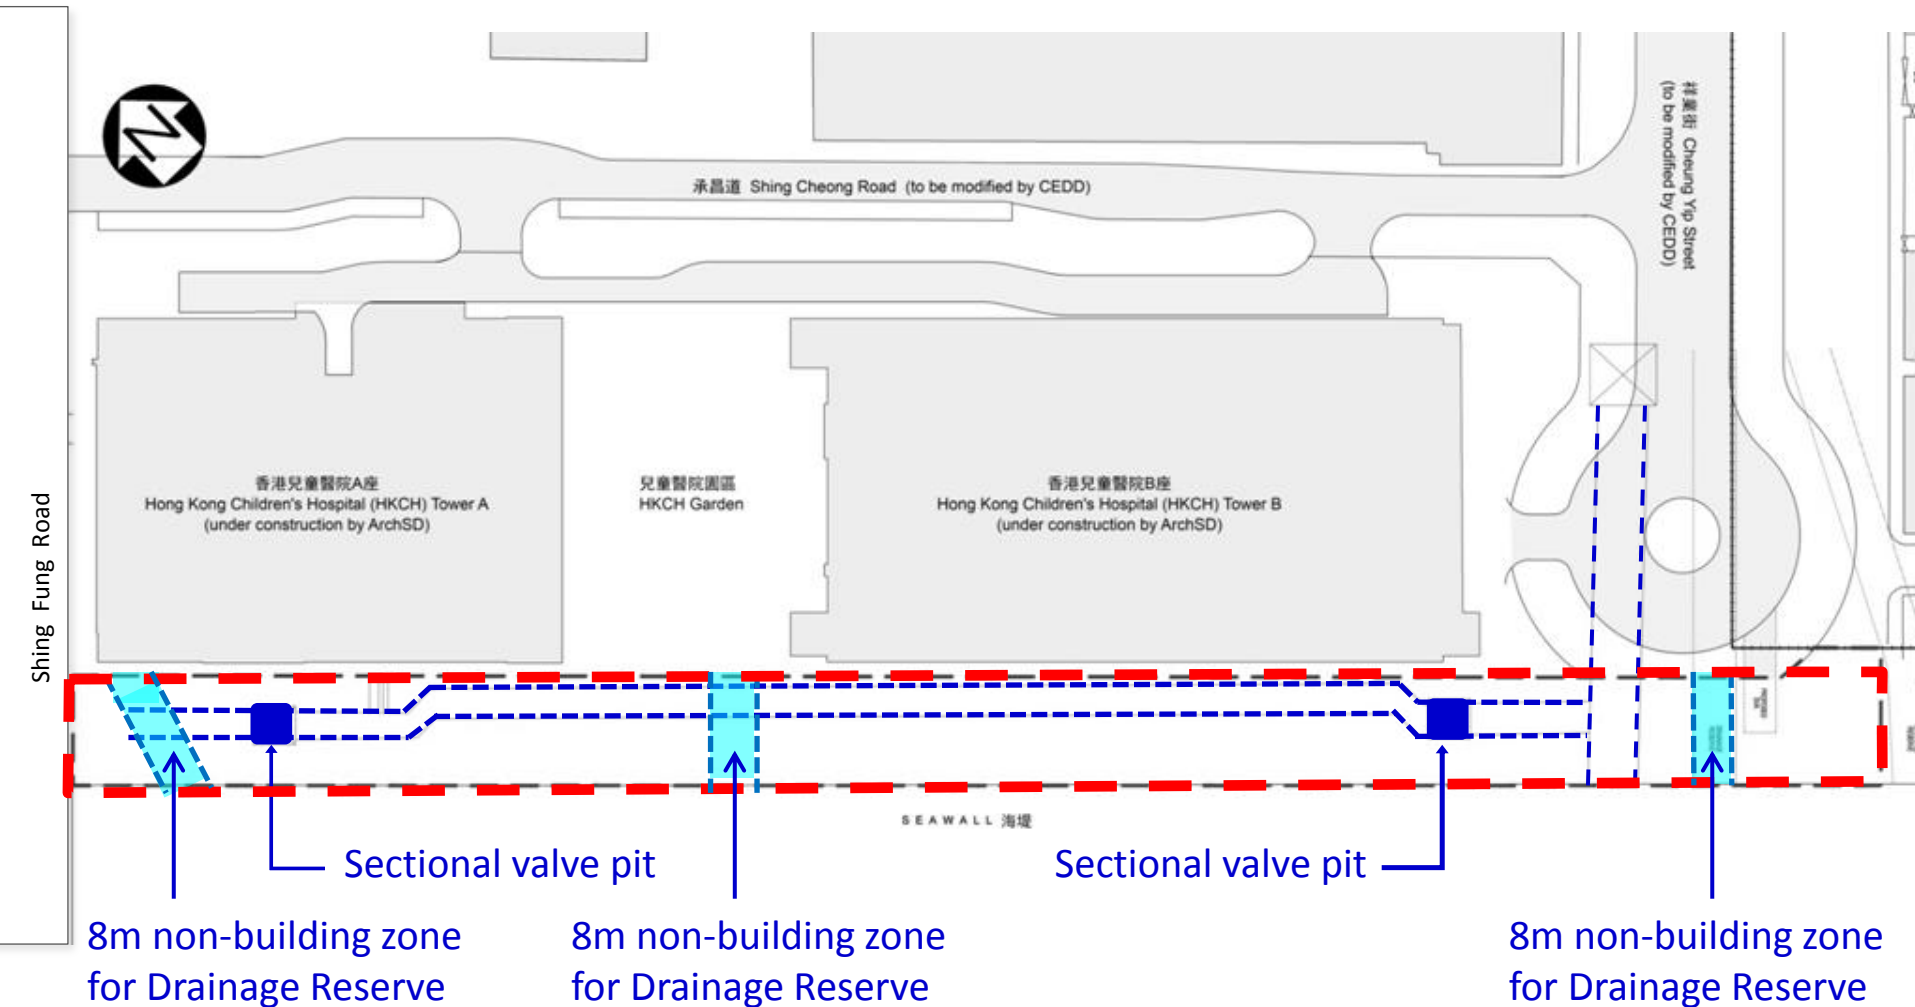 N
承昌道 Shing Cheong Road (to be modified by CEDD)
祥業街 Cheung Yip Street
(to be modified by CEDD)
香港兒童醫院A座
Hong Kong Children's Hospital (HKCH) Tower A
(under construction by ArchSD)
兒童醫院園區
HKCH Garden
香港兒童醫院B座
Hong Kong Children's Hospital (HKCH) Tower B
(under construction by ArchSD)
Shing Fung Road
SEAWALL 海堤
Sectional valve pit
Sectional valve pit
8m non-building zone
for Drainage Reserve
8m non-building zone
for Drainage Reserve
8m non-building zone
for Drainage Reserve